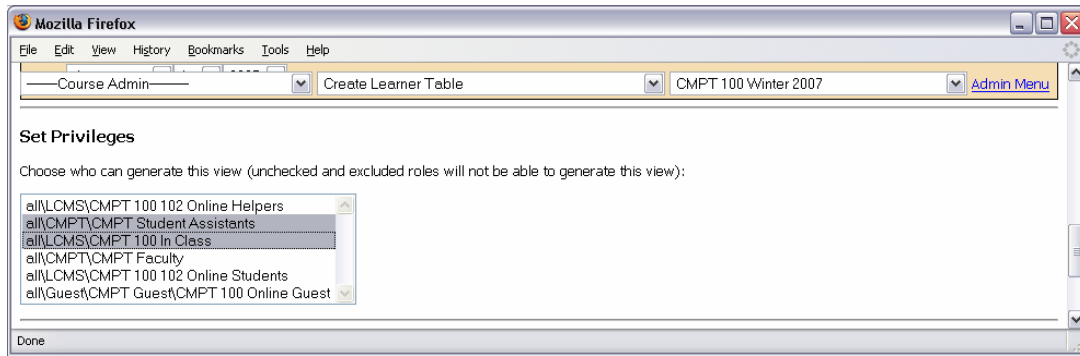 Mozilla Firefox
File Edit View History Bookmarks Tools Help
——Course Admin—— Create Learner Table CMPT 100 Winter 2007 Admin Menu
Set Privileges
Choose who can generate this view (unchecked and excluded roles will not be able to generate this view):
all\LCMS\CMPT 100 102 Online Helpers
all\CMPT\CMPT Student Assistants
all\LCMS\CMPT 100 In Class
all\CMPT\CMPT Faculty
all\LCMS\CMPT 100 102 Online Students
all\Guest\CMPT Guest\CMPT 100 Online Guest
Done